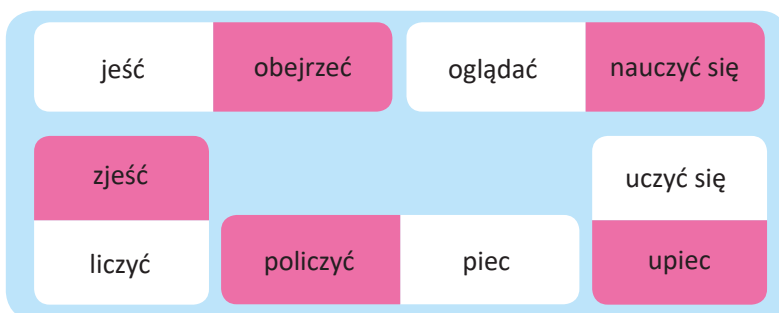 jeść obejrzeć oglądać nauczyć się
zjeść uczyć się
liczyć policzyć piec upiec